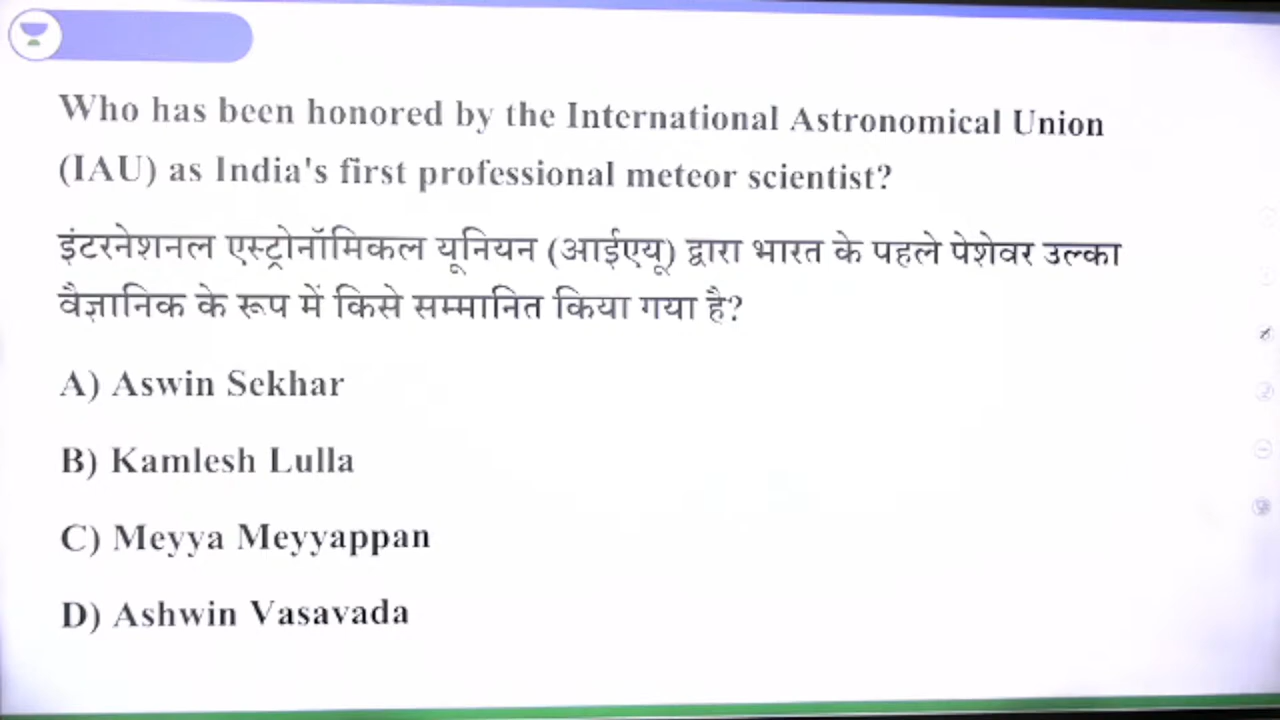 Who has been honored by the International Astronomical Union
(IAU) as India's first professional meteor scientist?
इंटरनेशनल एस्ट्रोनॉमिकल यूनियन (आईएयू) द्वारा भारत के पहले पेशेवर उल्का
वैज्ञानिक के रूप में किसे सम्मानित किया गया है?
A) Aswin Sekhar
B) Kamlesh Lulla
C) Meyya Meyyappan
D) Ashwin Vasavada